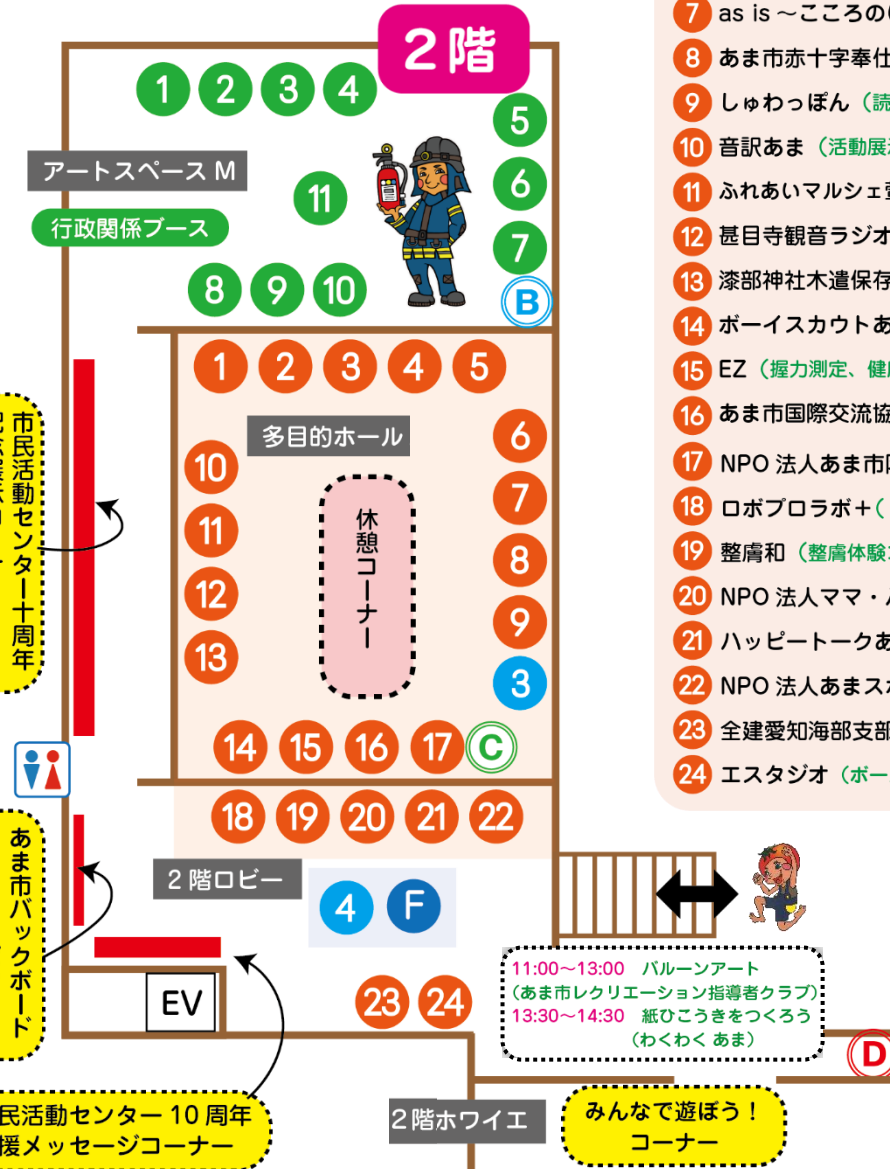 2階
1 2 3 4
5
6
7
アートスペース M
行政関係ブース
11
8 9 10
B
1 2 3 4 5
多目的ホール
6
7
8
9
3
10
11
12
13
休憩コーナー
14 15 16 17 C
18 19 20 21 22
市民活動センター十周年
あま市バックボード
2階ロビー
4 F
EV
23 24
11:00～13:00 バルーンアート
(あま市レクリエーション指導者クラブ)
13:30～14:30 紙ひこうきをつくろう
(わくわく あま)
D
民活動センター 10 周年
援メッセージコーナー
2階ホワイエ
みんなで遊ぼう！
コーナー
7 as is ～こころの
8 あま市赤十字奉仕
9 しゅわっぽん（読
10 音訳あま（活動展
11 ふれあいマルシェ
12 甚目寺観音ラジオ
13 漆部神社木遣保存
14 ボーイスカウトあ
15 EZ（握力測定、健
16 あま市国際交流協
17 NPO 法人あま市
18 ロボプロラボ＋（
19 整膚和（整膚体験
20 NPO 法人ママ・
21 ハッピートークあ
22 NPO 法人あまス
23 全建愛知海部支部
24 エスタジオ（ボー